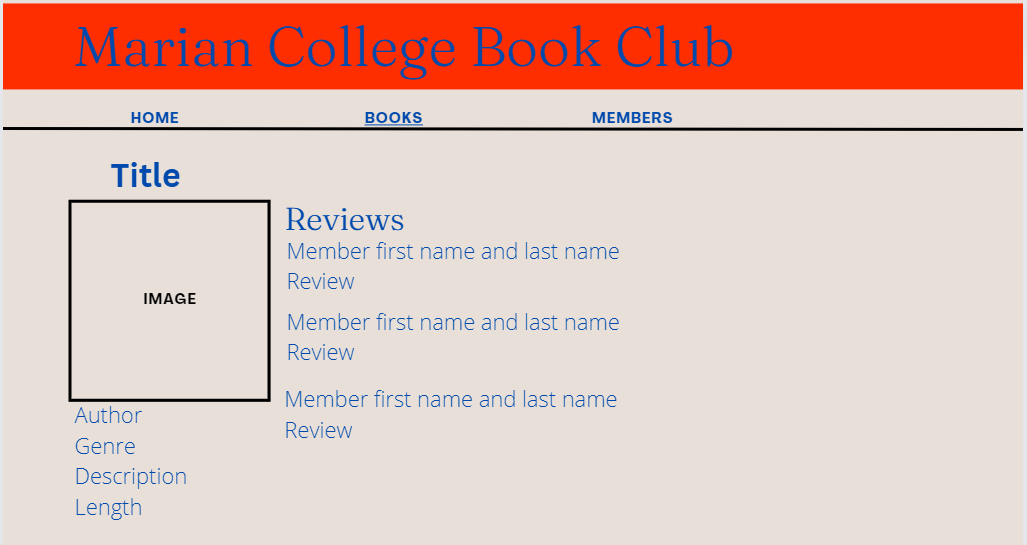 Marian College Book Club
HOME
BOOKS
MEMBERS
Title
IMAGE
Author
Genre
Description
Length
Reviews
Member first name and last name
Review
Member first name and last name
Review
Member first name and last name
Review